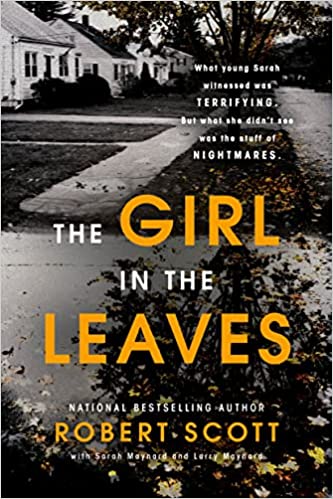 What young Sarah
witnessed was
TERRIFYING.
But what she didn't see
was the stuff of
NIGHTMARES.
THE GIRL
IN THE
LEAVES
NATIONAL BESTSELLING AUTHOR
ROBERT SCOTT
with Sarah Maynard and Larry Maynard